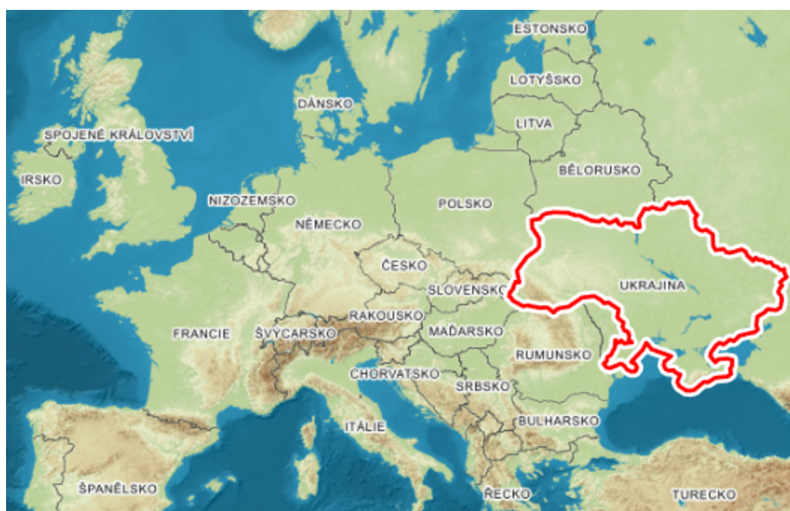 ESTONSKO
LOTYŠSKO
DÁNSKO
LITVA
SPOJENÉ KRÁLOVSTVÍ
BĚLORUSKO
IRSKO
NIZOZEMSKO
POLSKO
NĚMECKO
ČESKO
UKRAJINA
SLOVENSKO
RAKOUSKO
FRANCIE
ŠVÝCARSKO
MAĎARSKO
RUMUNSKO
CHORVATSKO
SRBSKO
BULHARSKO
ITÁLIE
ŠPANĚLSKO
ŘECKO
TURECKO